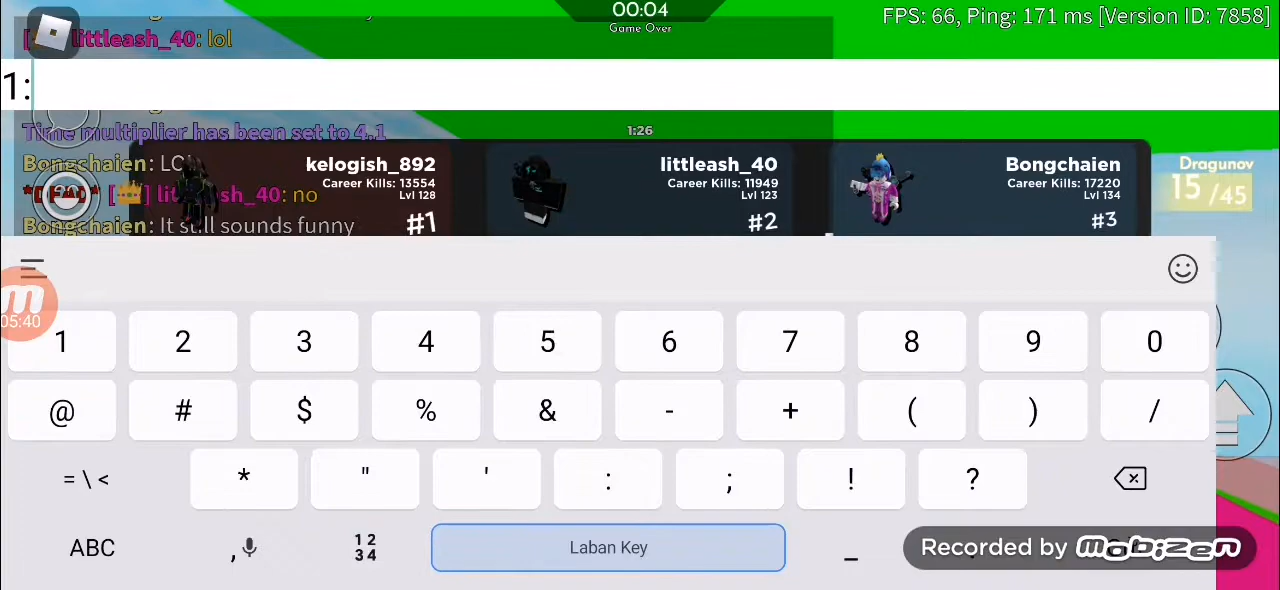 00:04
Game Over
FPS: 66, Ping: 171 ms [Version ID: 7858]
littleash_40: lol
1:
Time multiplier has been set to 4.1
1:26
Bongchaien: LOL
kelogish_892
Career Kills: 13554
Lvl 128
#1
littleash_40
Career Kills: 11949
Lvl 123
#2
Bongchaien
Career Kills: 17220
Lvl 134
#3
Dragunov
15/45
*DEAD* [👑] littleash_40: no
Bongchaien: It still sounds funny
05:40
1 2 3 4 5 6 7 8 9 0
@ # $ % & - + ( ) /
= \ < * " ' : ; ! ?
ABC , 12 34 Laban Key _
Recorded by Mobizen